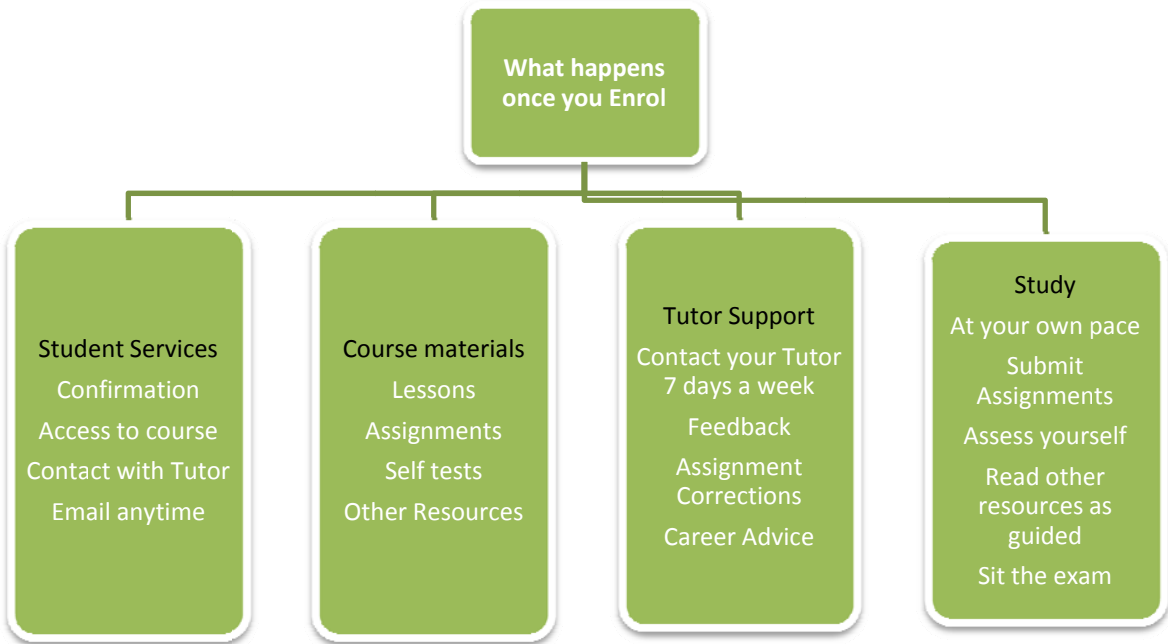 What happens
once you Enrol
Student Services
Confirmation
Access to course
Contact with Tutor
Email anytime
Course materials
Lessons
Assignments
Self tests
Other Resources
Tutor Support
Contact your Tutor
7 days a week
Feedback
Assignment
Corrections
Career Advice
Study
At your own pace
Submit
Assignments
Assess yourself
Read other
resources as
guided
Sit the exam